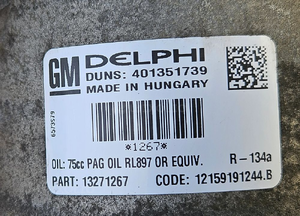 GM DELPHI
DUNS: 401351739
MADE IN HUNGARY
*1267*
OIL: 75cc PAG OIL RL897 OR EQUIV. R-134a
PART: 13271267 CODE: 12159191244.B